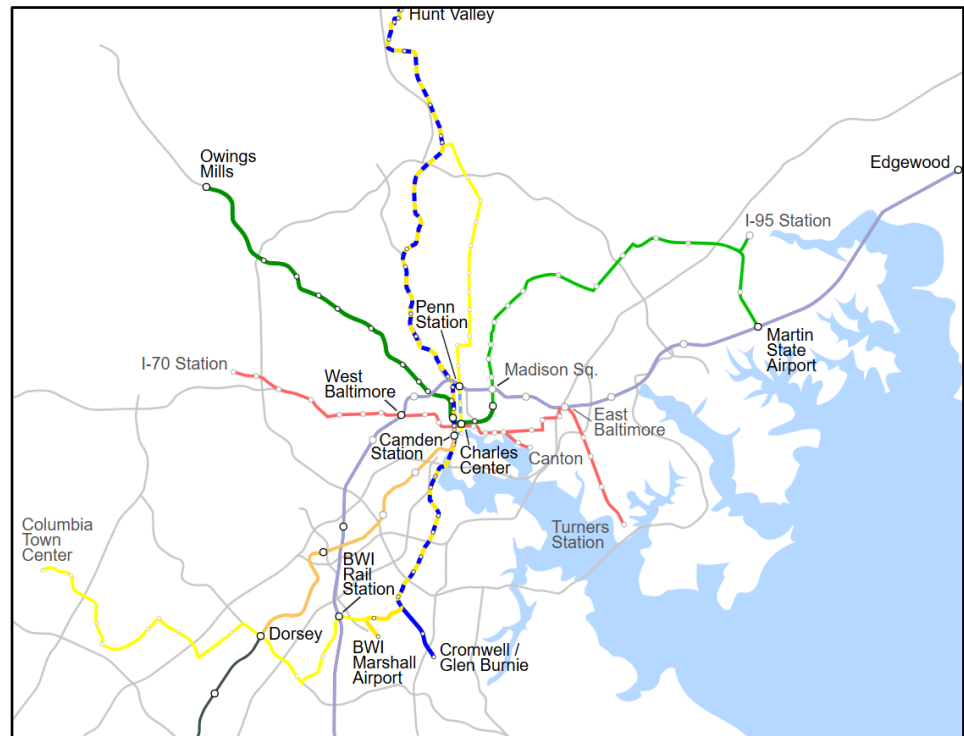 Hunt Valley
Owings
Mills
Edgewood
I-95 Station
Penn
Station
Martin
State
Airport
I-70 Station
West
Baltimore
Madison Sq.
East
Baltimore
Camden
Station
Charles
Center
Canton
Columbia
Town
Center
Turners
Station
BWI
Rail
Station
Dorsey
BWI
Marshall
Airport
Cromwell /
Glen Burnie